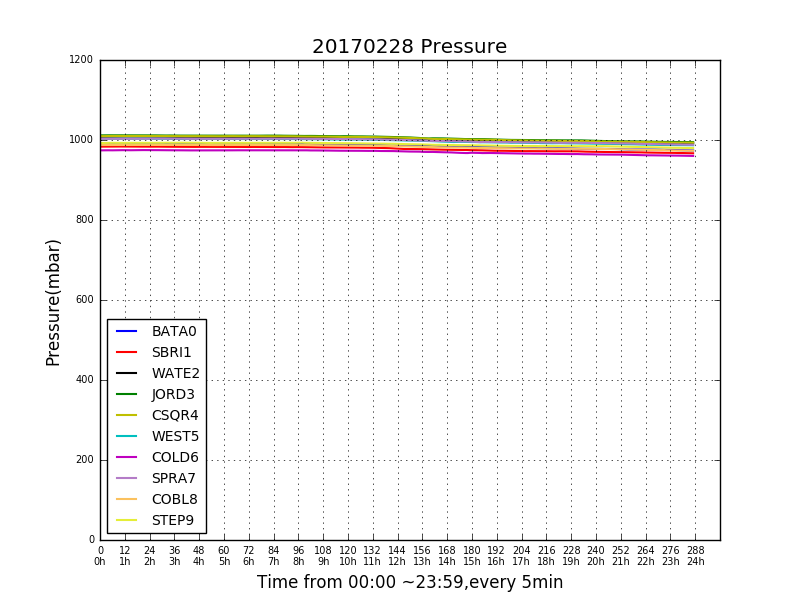 20170228 Pressure
1200
1000
800
600
400
200
0
Pressure(mbar)
BATA0
SBRI1
WATE2
JORD3
CSQR4
WEST5
COLD6
SPRA7
COBL8
STEP9
0 12 24 36 48 60 72 84 96 108 120 132 144 156 168 180 192 204 216 228 240 252 264 276 288
0h 1h 2h 3h 4h 5h 6h 7h 8h 9h 10h 11h 12h 13h 14h 15h 16h 17h 18h 19h 20h 21h 22h 23h 24h
Time from 00:00 ~23:59,every 5min